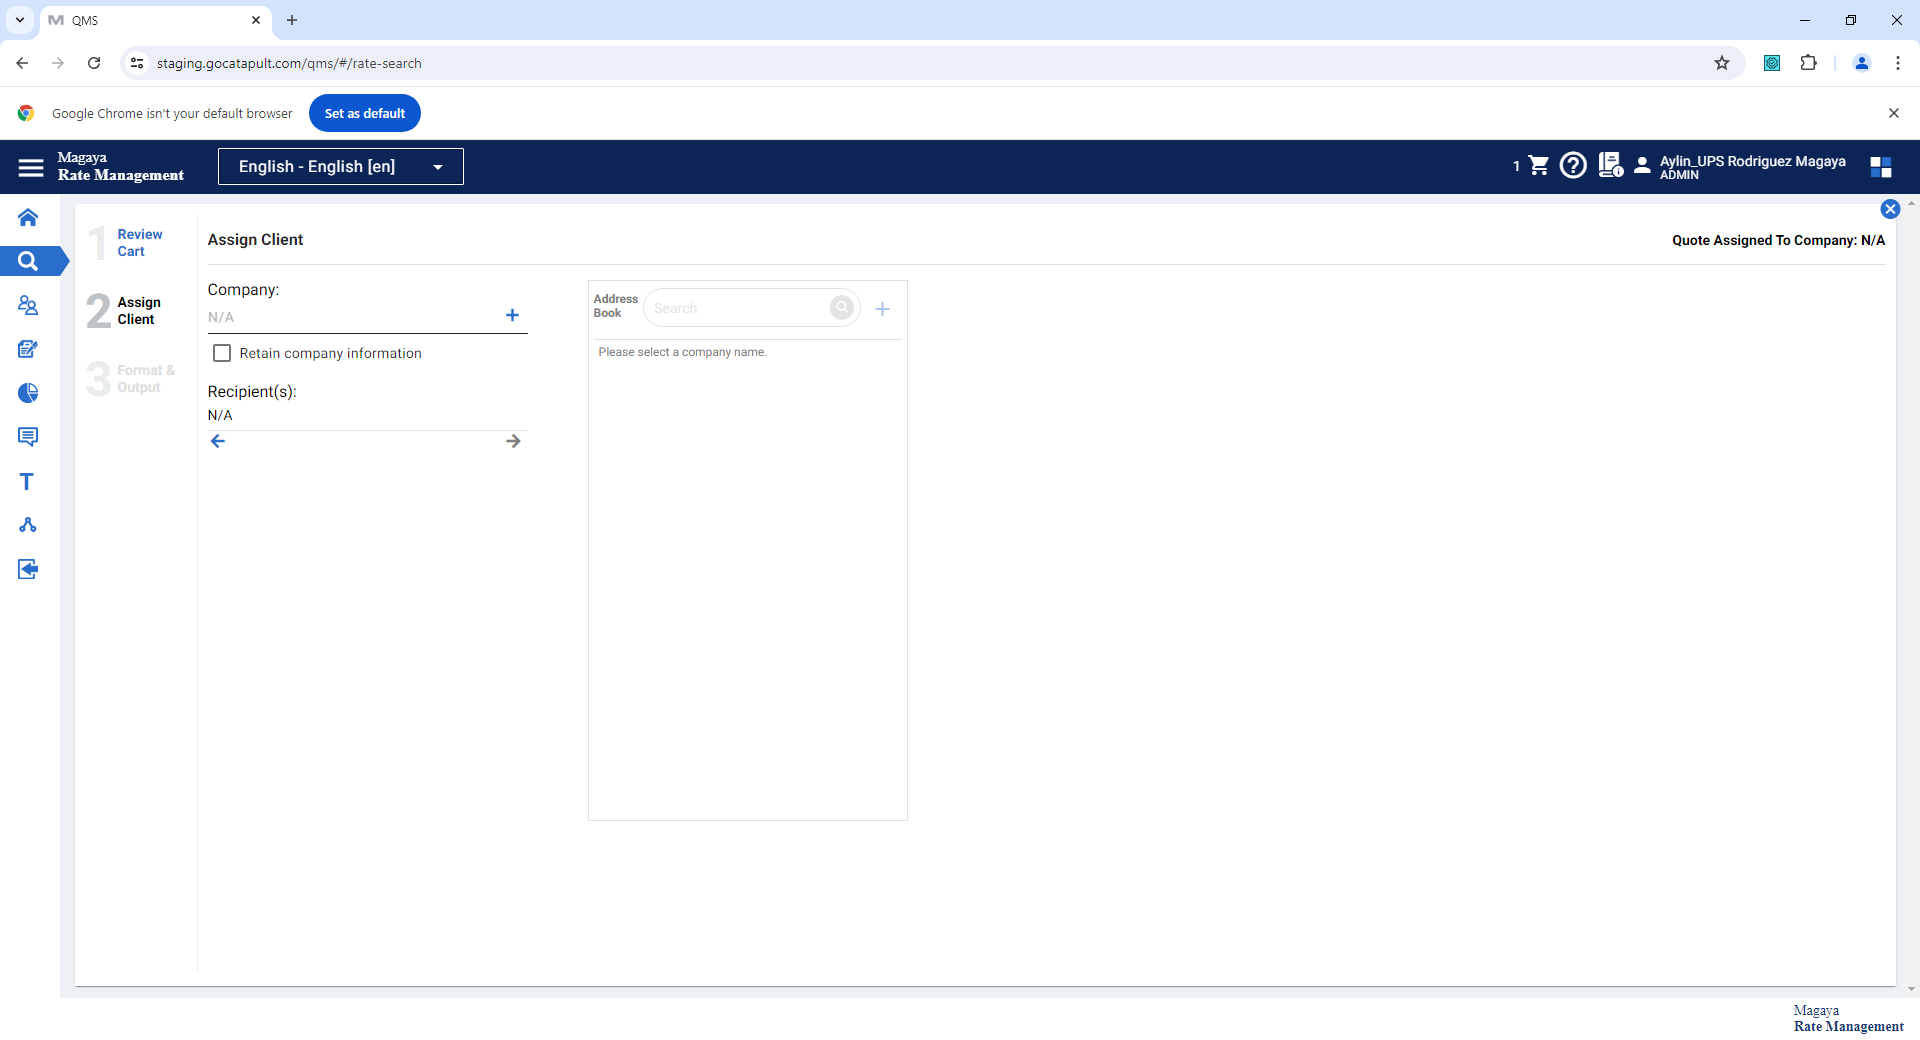 QMS
staging.gocatapult.com/qms/#/rate-search
Google Chrome isn't your default browser
Set as default
Magaya
Rate Management
English - English [en]
1
Aylin_UPS Rodriguez Magaya
ADMIN
1
Review
Cart
2
Assign
Client
3
Format &
Output
Assign Client
Quote Assigned To Company: N/A
Company:
N/A
Retain company information
Recipient(s):
N/A
Address
Book
Search
Please select a company name.
Magaya
Rate Management